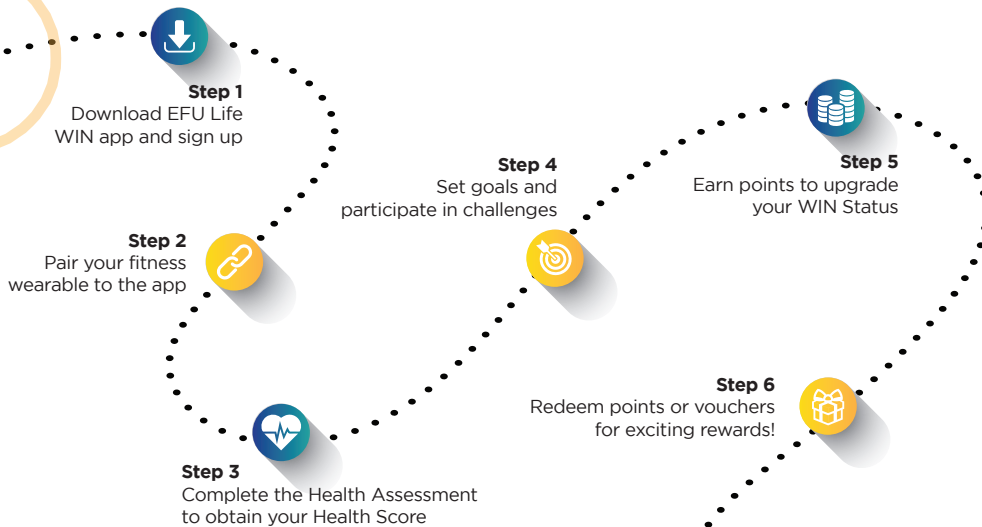 Step 1
Download EFU Life
WIN app and sign up
Step 2
Pair your fitness
wearable to the app
Step 3
Complete the Health Assessment
to obtain your Health Score
Step 4
Set goals and
participate in challenges
Step 5
Earn points to upgrade
your WIN Status
Step 6
Redeem points or vouchers
for exciting rewards!